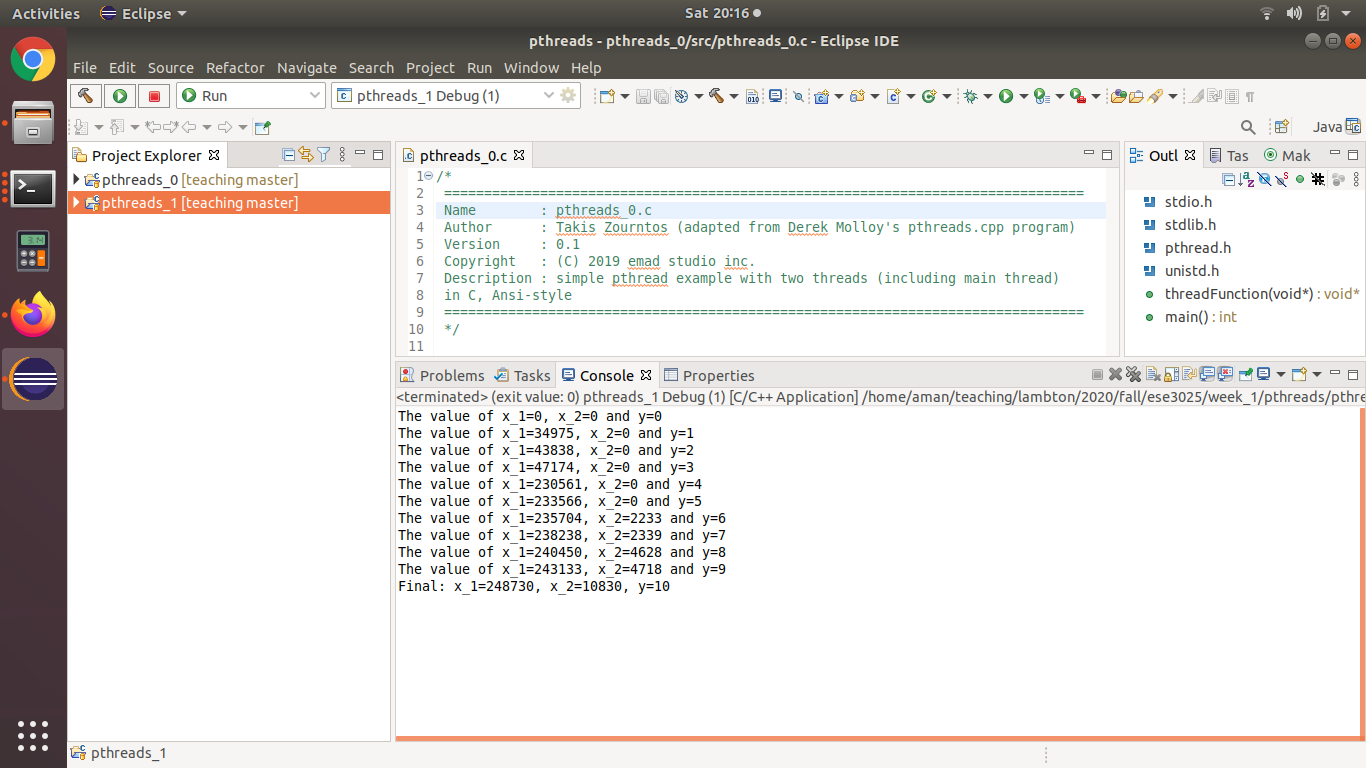 Activities Eclipse Sat 20:16
pthreads - pthreads_0/src/pthreads_0.c - Eclipse IDE
File Edit Source Refactor Navigate Search Project Run Window Help
Run pthreads_1 Debug (1)
Java
Project Explorer
pthreads_0 [teaching master]
pthreads_1 [teaching master]
pthreads_0.c
1 /*
2 ================================================================================
3 Name : pthreads_0.c
4 Author : Takis Zourntos (adapted from Derek Molloy's pthreads.cpp program)
5 Version : 0.1
6 Copyright : (C) 2019 emad studio inc.
7 Description : simple pthread example with two threads (including main thread)
8 in C, Ansi-style
9 ================================================================================
10 */
11
Outl Tas Mak
stdio.h
stdlib.h
pthread.h
unistd.h
threadFunction(void*) : void*
main() : int
Problems Tasks Console Properties
<terminated> (exit value: 0) pthreads_1 Debug (1) [C/C++ Application] /home/aman/teaching/lambton/2020/fall/ese3025/week_1/pthreads/pthre
The value of x_1=0, x_2=0 and y=0
The value of x_1=34975, x_2=0 and y=1
The value of x_1=43838, x_2=0 and y=2
The value of x_1=47174, x_2=0 and y=3
The value of x_1=230561, x_2=0 and y=4
The value of x_1=233566, x_2=0 and y=5
The value of x_1=235704, x_2=2233 and y=6
The value of x_1=238238, x_2=2339 and y=7
The value of x_1=240450, x_2=4628 and y=8
The value of x_1=243133, x_2=4718 and y=9
Final: x_1=248730, x_2=10830, y=10
pthreads_1